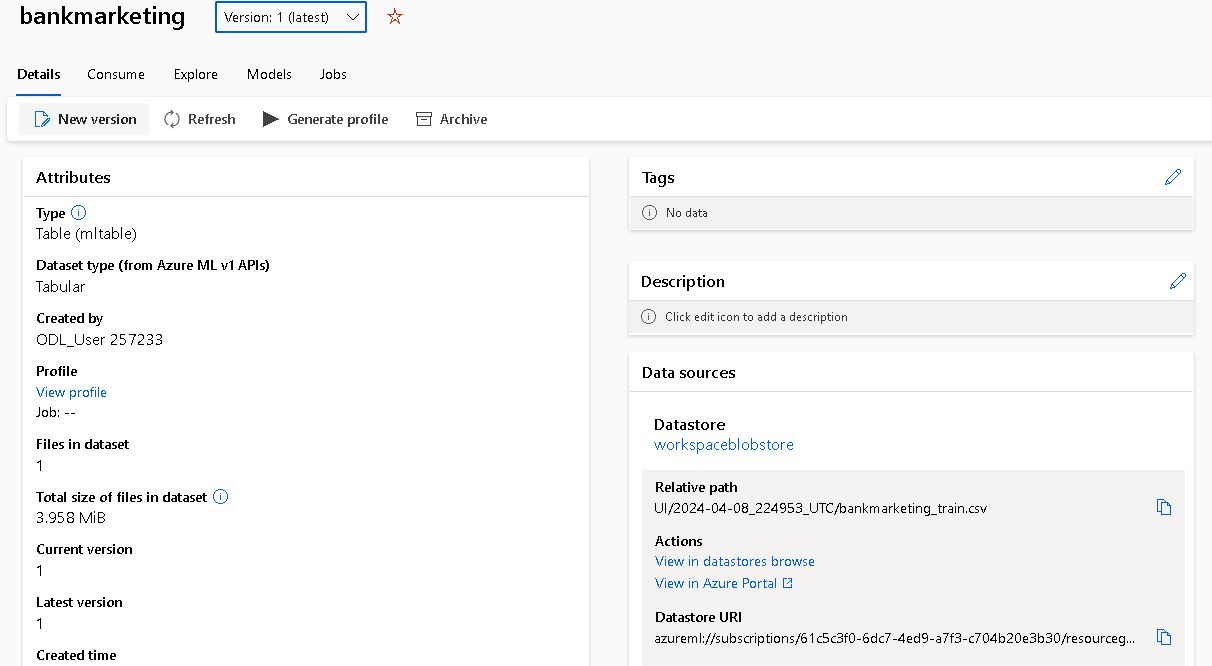 bankmarketing
Version: 1 (latest)
Details Consume Explore Models Jobs
New version Refresh Generate profile Archive
Attributes
Type
Table (mltable)
Dataset type (from Azure ML v1 APIs)
Tabular
Created by
ODL_User 257233
Profile
View profile
Job: --
Files in dataset
1
Total size of files in dataset
3.958 MiB
Current version
1
Latest version
1
Created time
Tags
No data
Description
Click edit icon to add a description
Data sources
Datastore
workspaceblobstore
Relative path
UI/2024-04-08_224953_UTC/bankmarketing_train.csv
Actions
View in datastores browse
View in Azure Portal
Datastore URI
azureml://subscriptions/61c5c3f0-6dc7-4ed9-a7f3-c704b20e3b30/resourceg...